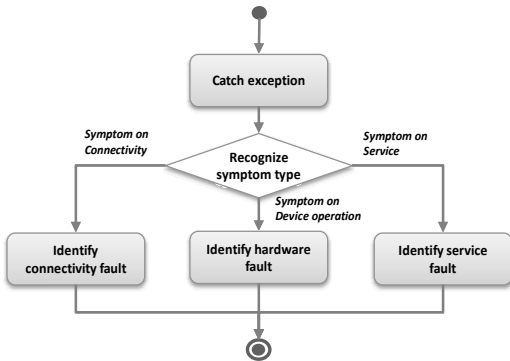 Catch exception
Symptom on
Connectivity
Symptom on
Service
Recognize
symptom type
Symptom on
Device operation
Identify
connectivity fault
Identify hardware
fault
Identify service
fault